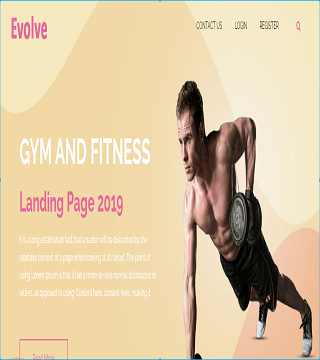 Evolve
CONTACT US LOGIN REGISTER
GYM AND FITNESS
Landing Page 2019
It is a long established fact that a reader will be distracted by the
readable content of a page when looking at its layout. The point of
using Lorem Ipsum is that it has a more-or-less normal distribution of
letters, as opposed to using 'Content here, content here', making it
Read More